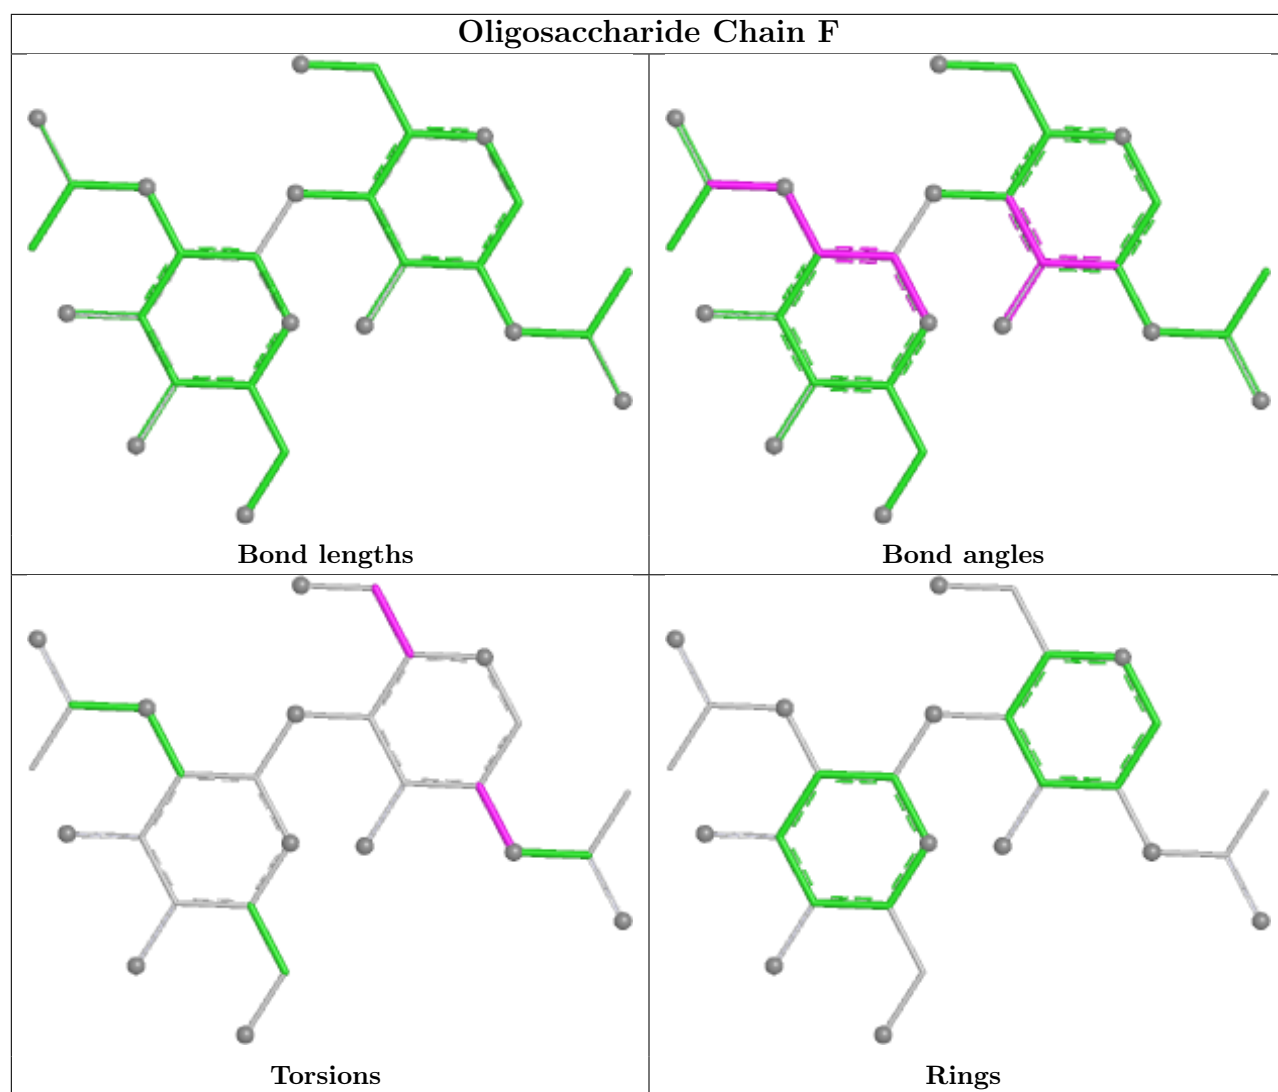 Oligosaccharide Chain F
Bond lengths
Bond angles
Torsions
Rings